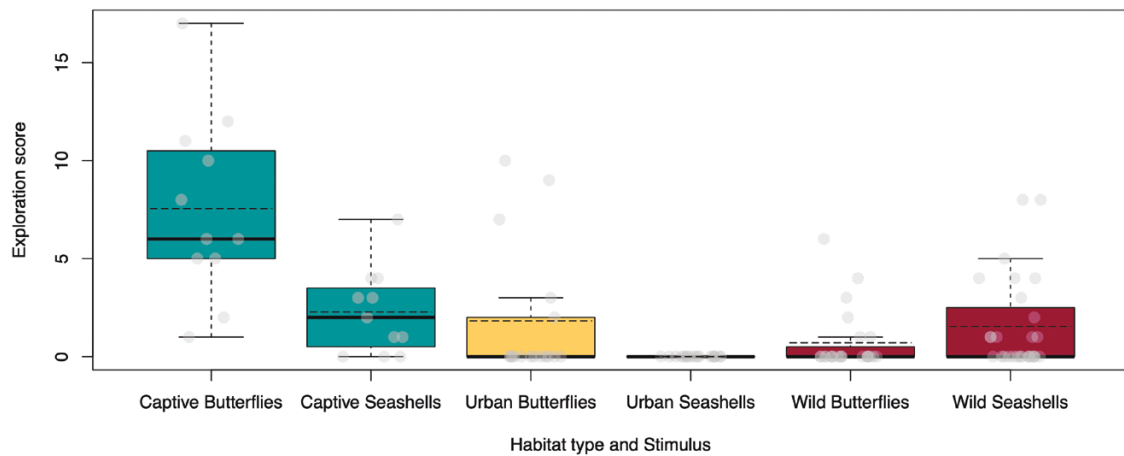 Exploration score
15
10
5
0
Captive Butterflies Captive Seashells Urban Butterflies Urban Seashells Wild Butterflies Wild Seashells
Habitat type and Stimulus